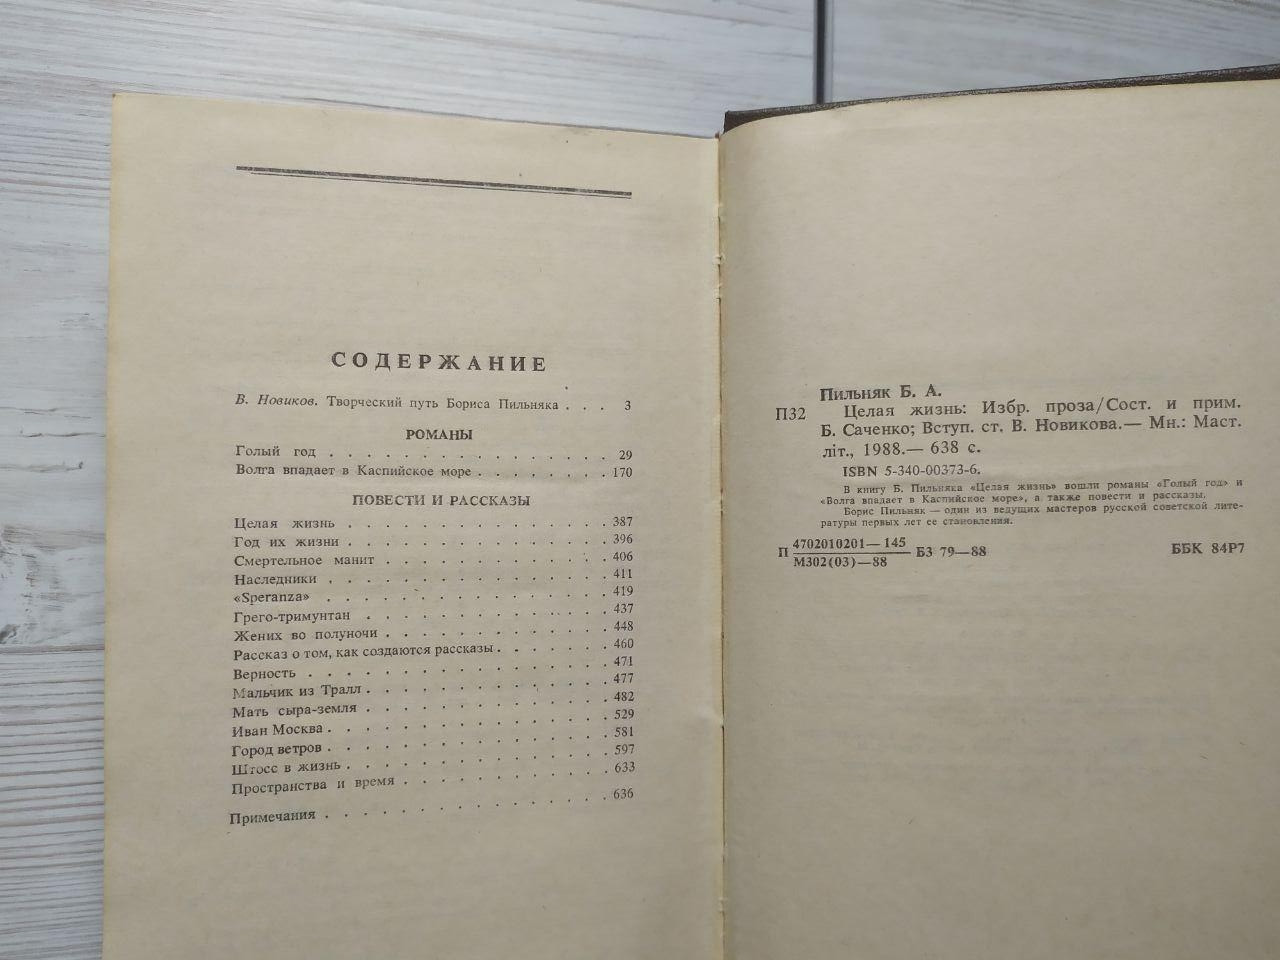 СОДЕРЖАНИЕ
В. Новиков. Творческий путь Бориса Пильняка . . . 3
РОМАНЫ
Голый год . . . . . . . . . . . . . . . . 29
Волга впадает в Каспийское море . . . . . . . . 170
ПОВЕСТИ И РАССКАЗЫ
Целая жизнь . . . . . . . . . . . . . . . 387
Год их жизни . . . . . . . . . . . . . . . 396
Смертельное манит . . . . . . . . . . . . . 406
Наследники . . . . . . . . . . . . . . . . 411
«Speranza» . . . . . . . . . . . . . . . . 419
Грего-тримунтан . . . . . . . . . . . . . . 437
Жених во полуночи . . . . . . . . . . . . . 448
Рассказ о том, как создаются рассказы . . . . . . . 460
Верность . . . . . . . . . . . . . . . . . 471
Мальчик из Тралл . . . . . . . . . . . . . . 477
Мать сыра-земля . . . . . . . . . . . . . . 482
Иван Москва . . . . . . . . . . . . . . . . 529
Город ветров . . . . . . . . . . . . . . . . 581
Штосс в жизнь . . . . . . . . . . . . . . . 597
Пространства и время . . . . . . . . . . . . 633
Примечания . . . . . . . . . . . . . . . . 636
Пильняк Б. А.
П32 Целая жизнь: Избр. проза/Сост. и прим.
Б. Саченко; Вступ. ст. В. Новикова.— Мн.: Маст.
літ., 1988.— 638 с.
ISBN 5-340-00373-6.
В книгу Б. Пильняка «Целая жизнь» вошли романы «Голый год» и
«Волга впадает в Каспийское море», а также повести и рассказы.
Борис Пильняк — один из ведущих мастеров русской советской лите-
ратуры первых лет ее становления.
П 4702010201—145 БЗ 79—88 ББК 84Р7
М302(03)—88